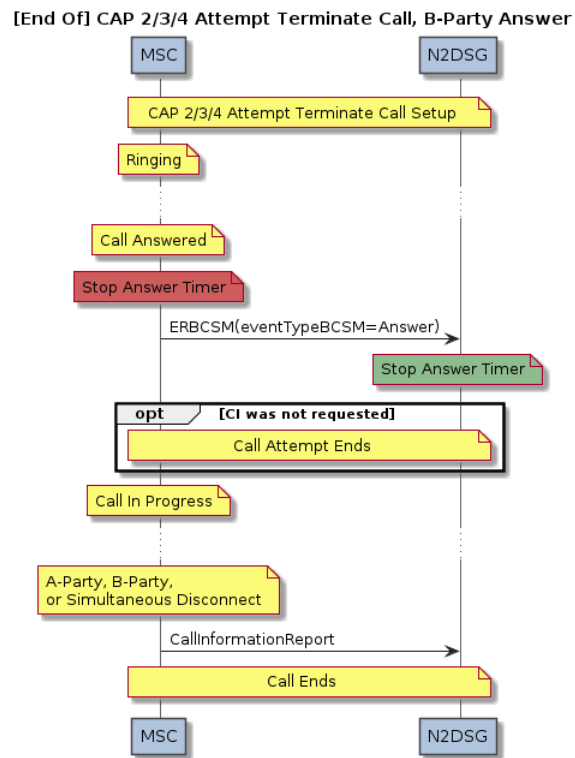 [End Of] CAP 2/3/4 Attempt Terminate Call, B-Party Answer
MSC
N2DSG
CAP 2/3/4 Attempt Terminate Call Setup
Ringing
Call Answered
Stop Answer Timer
ERBCSM(eventTypeBCSM=Answer)
Stop Answer Timer
opt
[CI was not requested]
Call Attempt Ends
Call In Progress
A-Party, B-Party,
or Simultaneous Disconnect
CallInformationReport
Call Ends
MSC
N2DSG